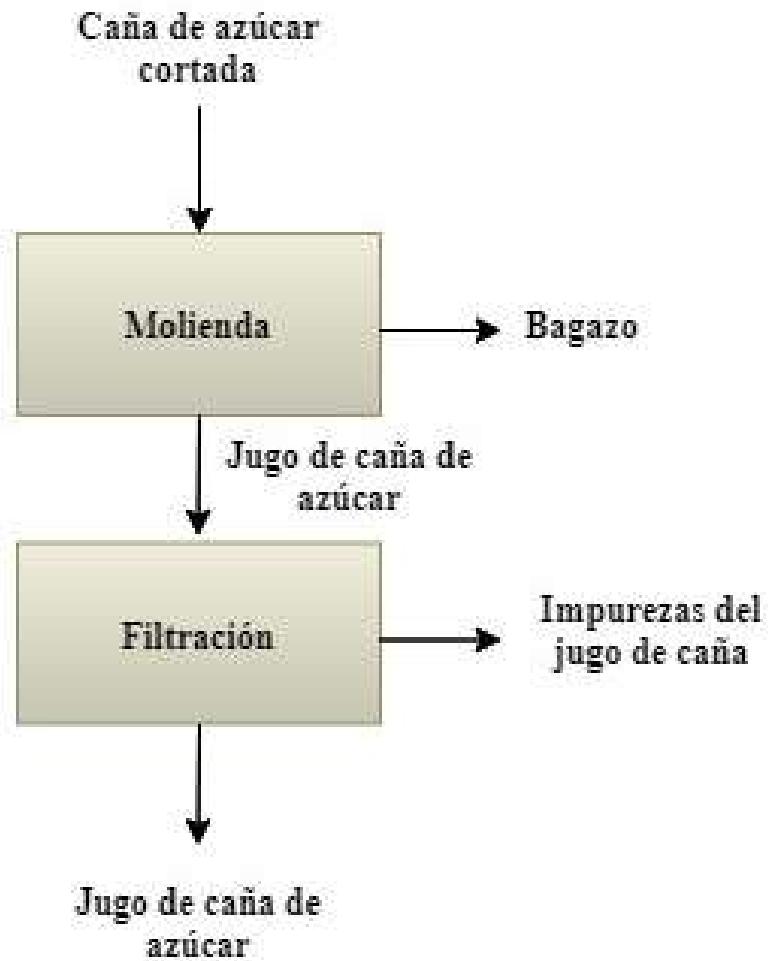 Caña de azúcar
cortada
Molienda
Bagazo
Jugo de caña de
azúcar
Filtración
Impurezas del
jugo de caña
Jugo de caña de
azúcar